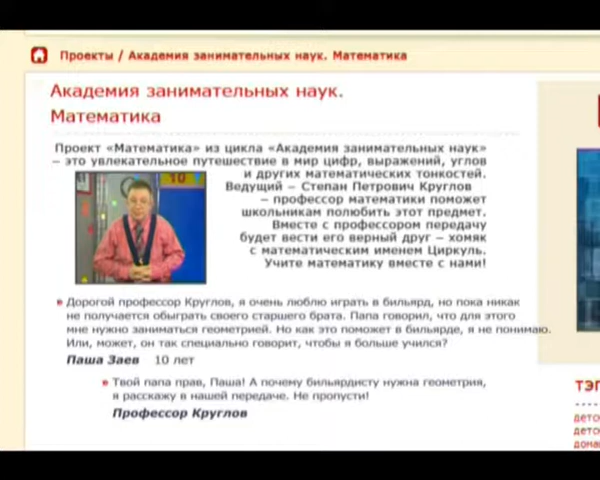 Проекты / Академия занимательных наук. Математика
Академия занимательных наук.
Математика
Проект «Математика» из цикла «Академия занимательных наук»
– это увлекательное путешествие в мир цифр, выражений, углов
и других математических тонкостей.
Ведущий – Степан Петрович Круглов
– профессор математики поможет
школьникам полюбить этот предмет.
Вместе с профессором передачу
будет вести его верный друг – хомяк
с математическим именем Циркуль.
Учите математику вместе с нами!
10
Дорогой профессор Круглов, я очень люблю играть в бильярд, но пока никак
не получается обыграть своего старшего брата. Папа говорил, что для этого
мне нужно заниматься геометрией. Но как это поможет в бильярде, я не понимаю.
Или, может, он так специально говорит, чтобы я больше учился?
Паша Заев 10 лет
Твой папа прав, Паша! А почему бильярдисту нужна геометрия,
я расскажу в нашей передаче. Не пропусти!
Профессор Круглов
ТЭГ
детс
детс
дома